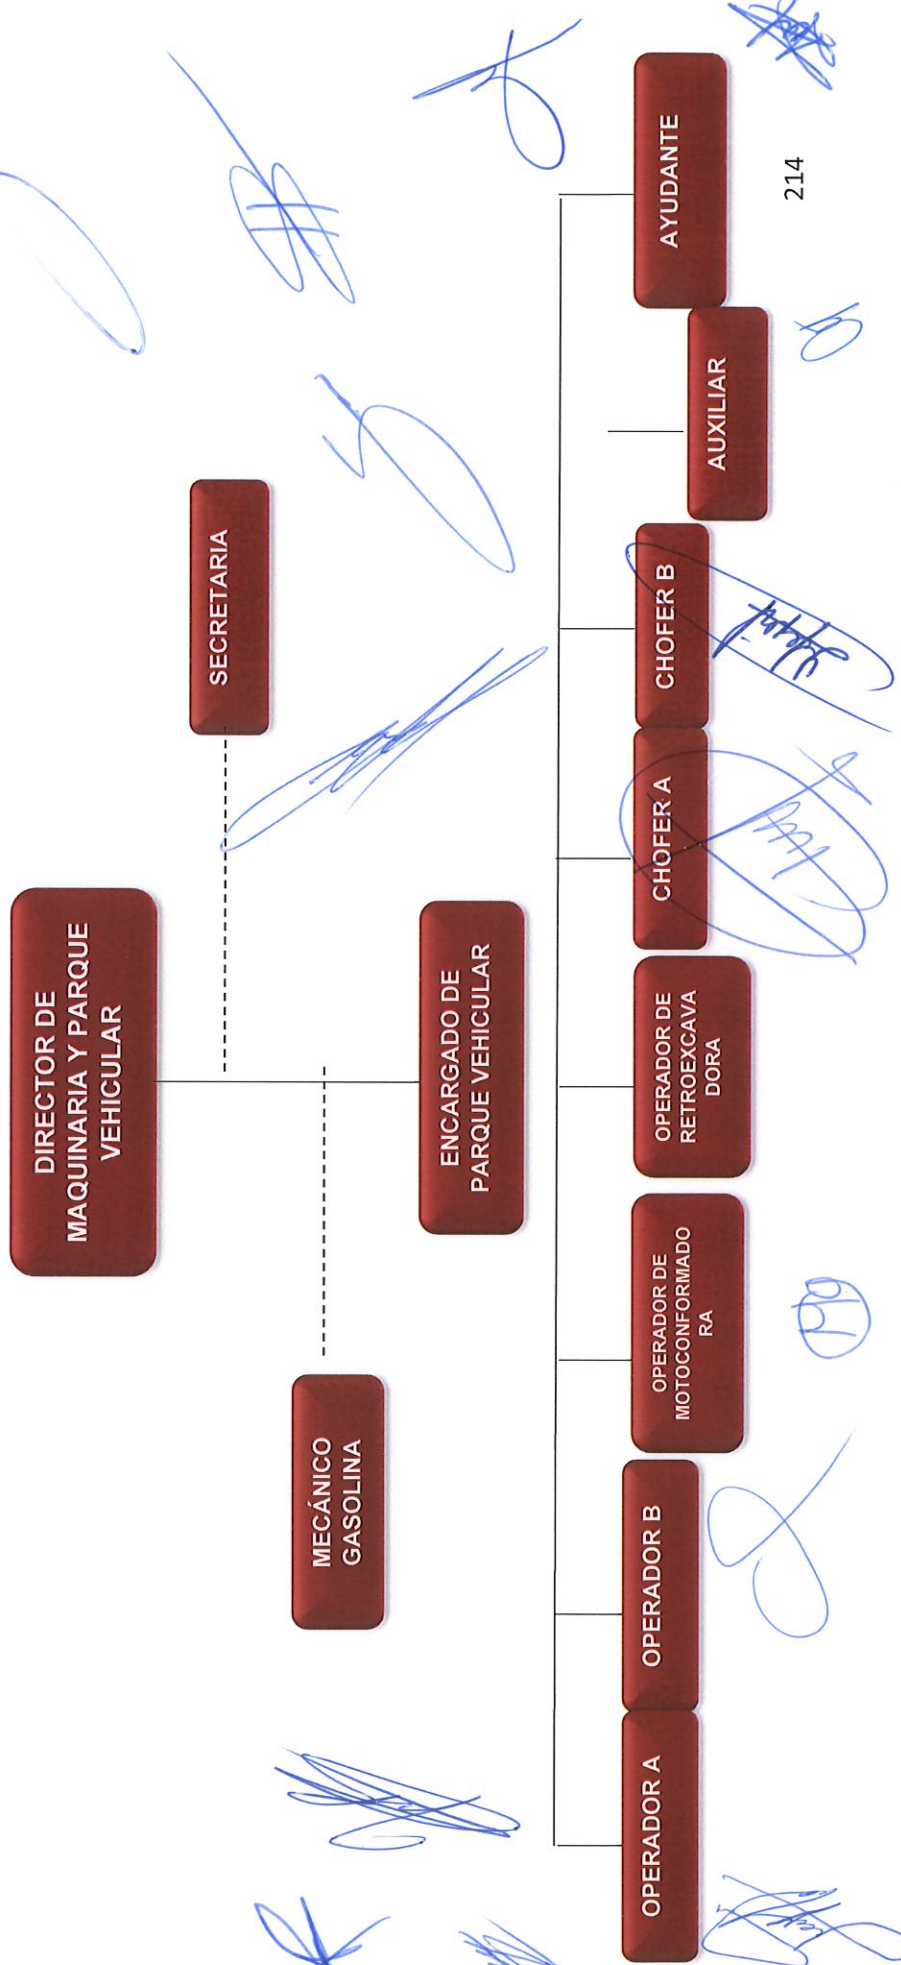 DIRECTOR DE
MAQUINARIA Y PARQUE
VEHICULAR
SECRETARIA
MECÁNICO
GASOLINA
ENCARGADO DE
PARQUE VEHICULAR
OPERADOR A
OPERADOR B
OPERADOR DE
MOTOCONFORMADO
RA
OPERADOR DE
RETROEXCAVA
DORA
CHOFER A
CHOFER B
AUXILIAR
AYUDANTE
214